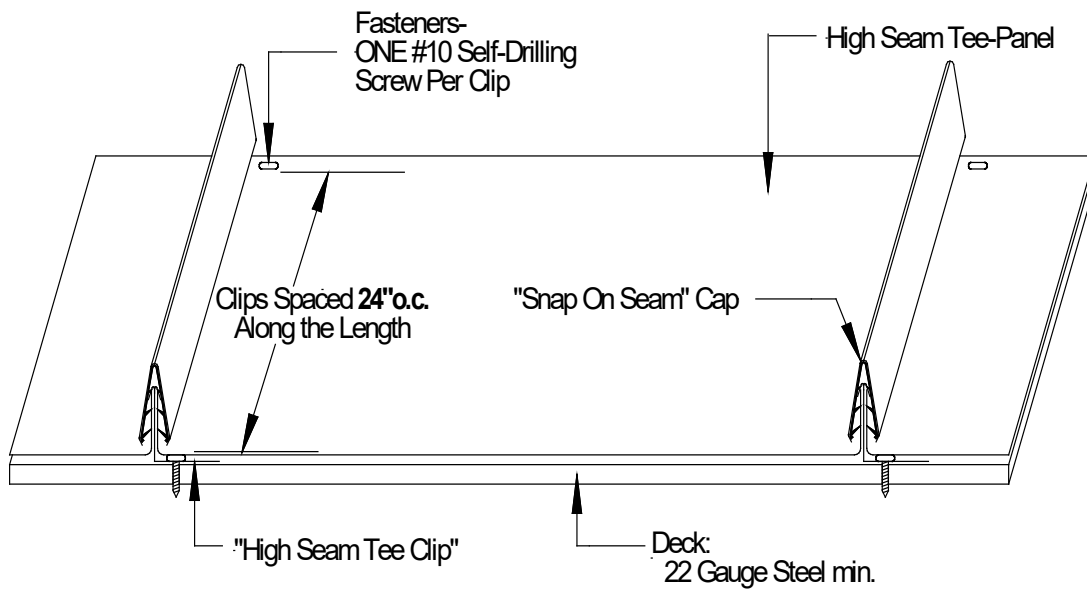 Fasteners-
ONE #10 Self-Drilling
Screw Per Clip
High Seam Tee-Panel
Clips Spaced 24"o.c.
Along the Length
"Snap On Seam" Cap
"High Seam Tee Clip"
Deck:
22 Gauge Steel min.